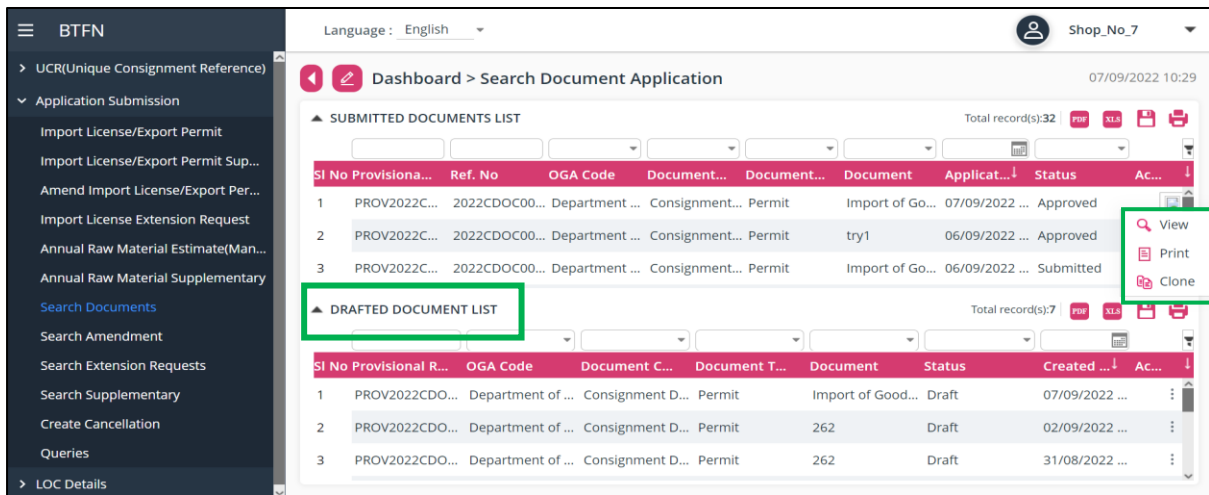 BTFN
Language : English
Shop_No_7
UCR(Unique Consignment Reference)
Application Submission
Import License/Export Permit
Import License/Export Permit Sup...
Amend Import License/Export Per...
Import License Extension Request
Annual Raw Material Estimate(Man...
Annual Raw Material Supplementary
Search Documents
Search Amendment
Search Extension Requests
Search Supplementary
Create Cancellation
Queries
LOC Details
Dashboard > Search Document Application
07/09/2022 10:29
SUBMITTED DOCUMENTS LIST
Total record(s):32 PDF XLS
Sl No Provisiona... Ref. No OGA Code Document... Document... Document Applicat... Status Ac...
1 PROV2022C... 2022CDOC00... Department ... Consignment... Permit Import of Go... 07/09/2022 ... Approved
2 PROV2022C... 2022CDOC00... Department ... Consignment... Permit try1 06/09/2022 ... Approved
3 PROV2022C... 2022CDOC00... Department ... Consignment... Permit Import of Go... 06/09/2022 ... Submitted
View
Print
Clone
DRAFTED DOCUMENT LIST
Total record(s):7 PDF XLS
Sl No Provisional R... OGA Code Document C... Document T... Document Status Created ... Ac...
1 PROV2022CDO... Department of ... Consignment D... Permit Import of Good... Draft 07/09/2022 ...
2 PROV2022CDO... Department of ... Consignment D... Permit 262 Draft 02/09/2022 ...
3 PROV2022CDO... Department of ... Consignment D... Permit 262 Draft 31/08/2022 ...